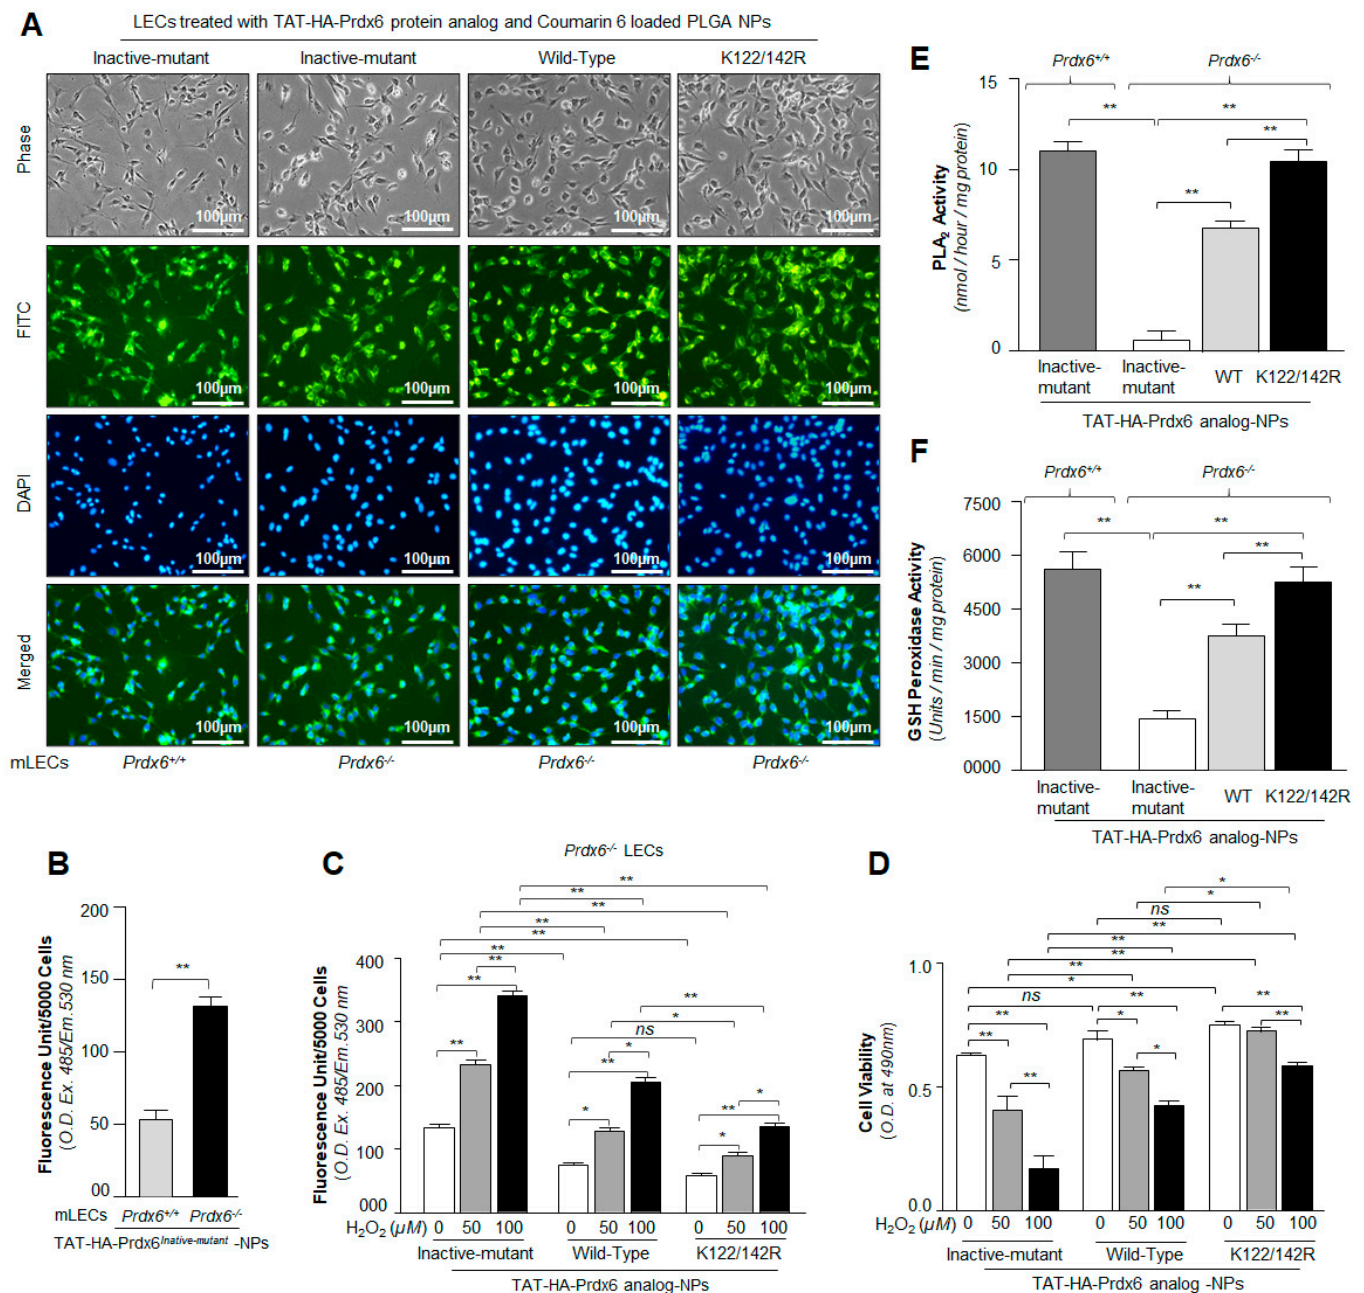 A
LECs treated with TAT-HA-Prdx6 protein analog and Coumarin 6 loaded PLGA NPs
Inactive-mutant Inactive-mutant Wild-Type K122/142R
Phase
100µm 100µm 100µm 100µm
FITC
100µm 100µm 100µm 100µm
DAPI
100µm 100µm 100µm 100µm
Merged
100µm 100µm 100µm 100µm
mLECs Prdx6+/+ Prdx6-/- Prdx6-/- Prdx6-/-
E
Prdx6+/+ Prdx6-/-
PLA2 Activity
(nmol / hour / mg protein)
15
10
5
0
** **
**
**
Inactive-mutant Inactive-mutant WT K122/142R
TAT-HA-Prdx6 analog-NPs
F
Prdx6+/+ Prdx6-/-
GSH Peroxidase Activity
(Units / min / mg protein)
7500
6000
4500
3000
1500
0000
** **
**
**
Inactive-mutant Inactive-mutant WT K122/142R
TAT-HA-Prdx6 analog-NPs
B
Fluorescence Unit/5000 Cells
(O.D. Ex. 485/Em.530 nm
200
150
100
50
00
**
mLECs Prdx6+/+ Prdx6-/-
TAT-HA-Prdx6Inative-mutant -NPs
C
Prdx6-/- LECs
Fluorescence Unit/5000 Cells
(O.D. Ex. 485/Em.530 nm
400
300
200
100
000
**
**
**
**
**
**
**
**
**
**
*
ns
*
**
*
*
**
*
H2O2 (µM) 0 50 100 0 50 100 0 50 100
Inactive-mutant Wild-Type K122/142R
TAT-HA-Prdx6 analog-NPs
D
Cell Viability
(O.D. at 490nm)
1.0
0.5
0.0
*
*
ns
**
**
**
**
*
ns ** **
** * **
** *
**
H2O2 (µM) 0 50 100 0 50 100 0 50 100
Inactive-mutant Wild-Type K122/142R
TAT-HA-Prdx6 analog -NPs